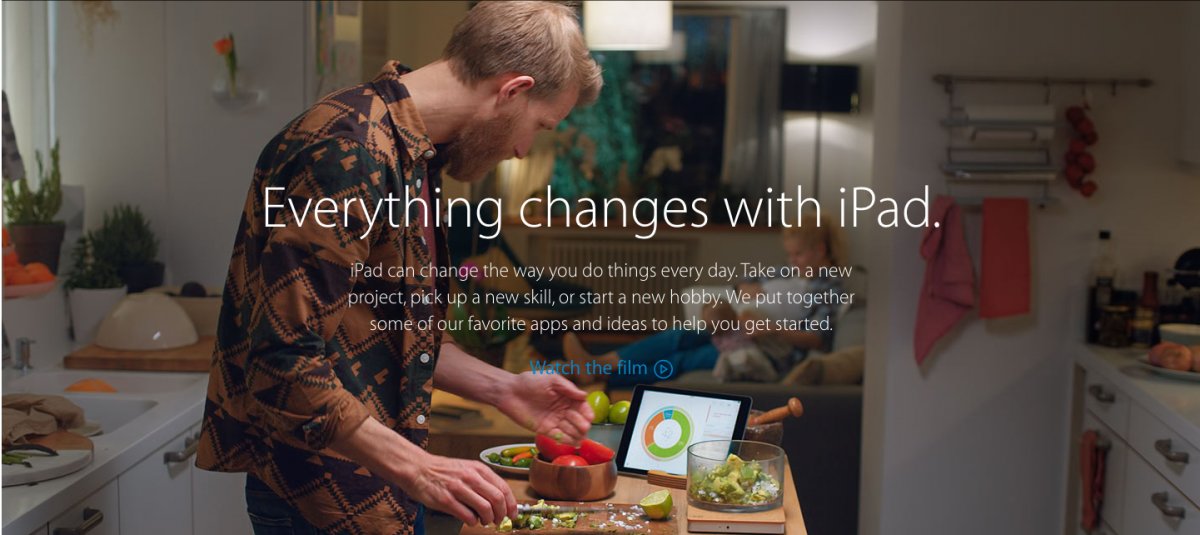 Everything changes with iPad.
iPad can change the way you do things every day. Take on a new
project, pick up a new skill, or start a new hobby. We put together
some of our favorite apps and ideas to help you get started.
Watch the film